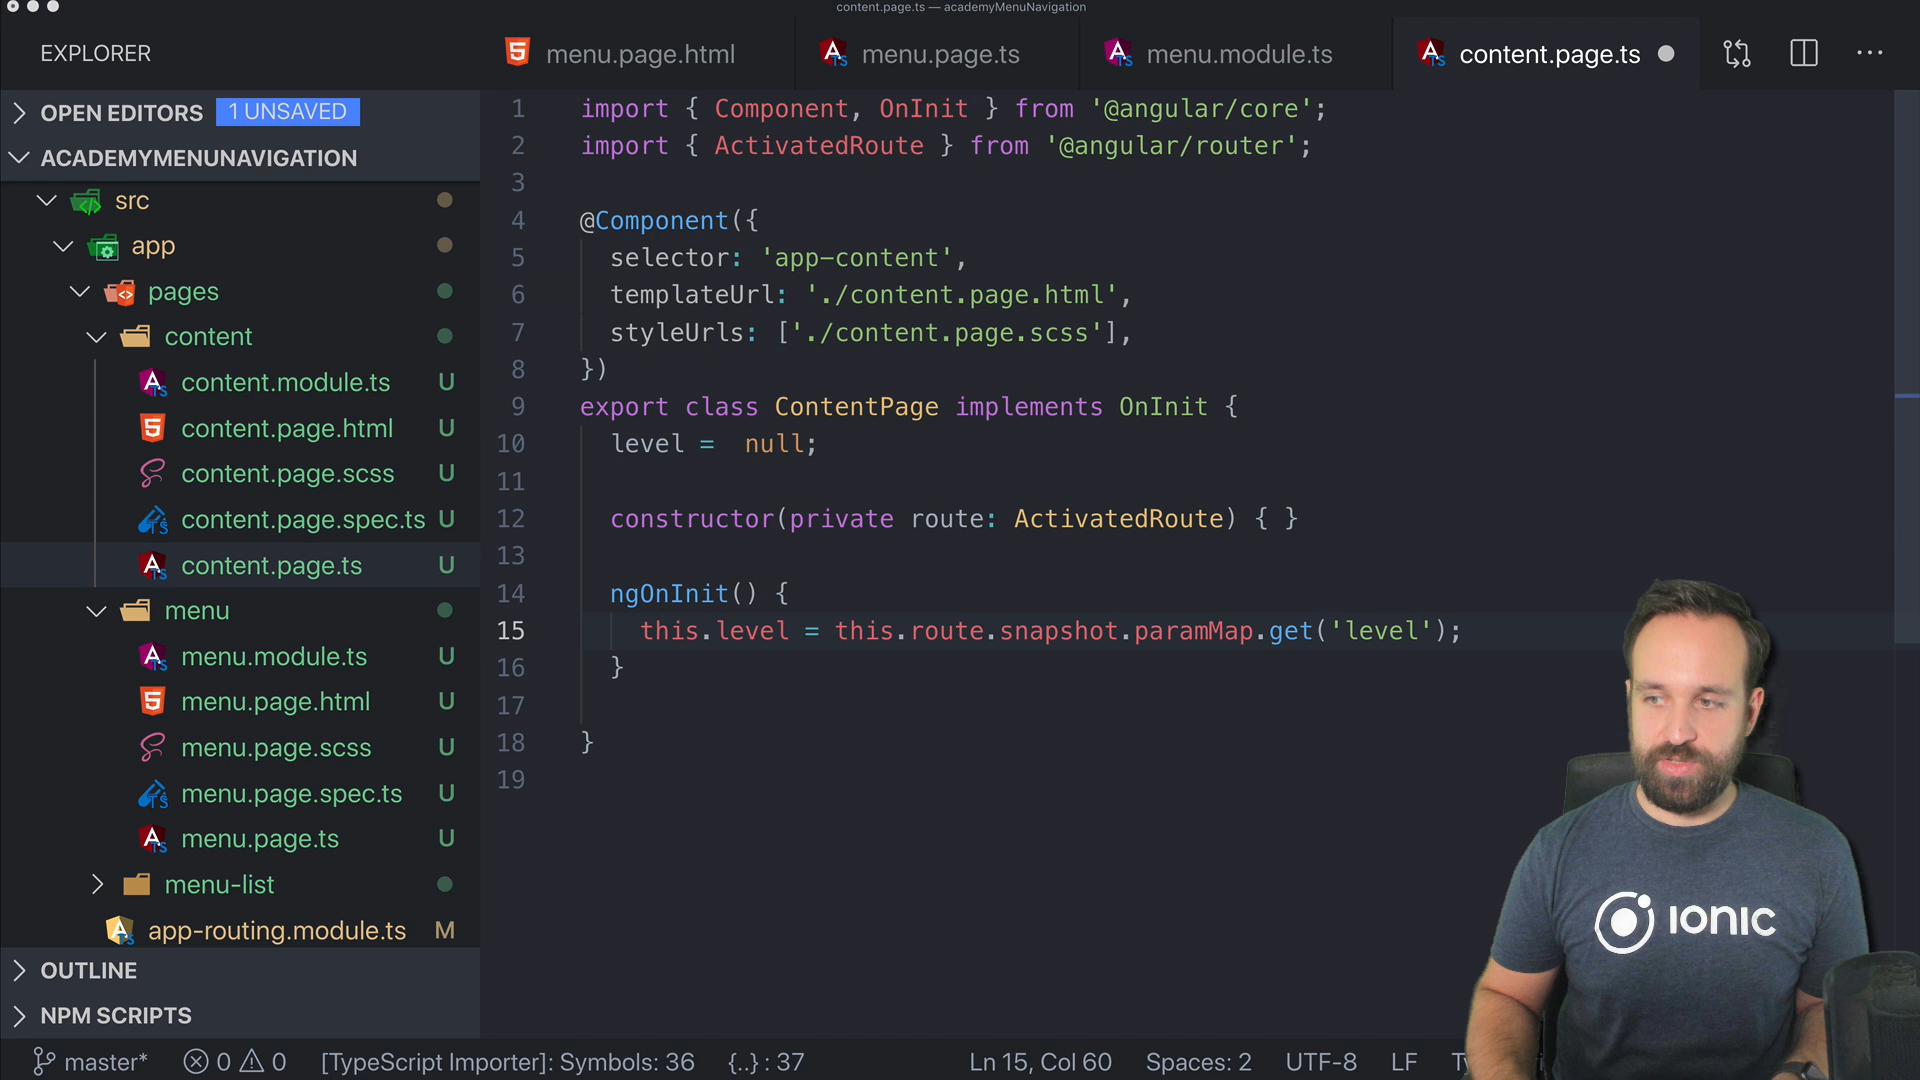 content.page.ts — academyMenuNavigation
EXPLORER
menu.page.html
menu.page.ts
menu.module.ts
content.page.ts
OPEN EDITORS 1 UNSAVED
ACADEMYMENUNAVIGATION
src
app
pages
content
content.module.ts U
content.page.html U
content.page.scss U
content.page.spec.ts U
content.page.ts U
menu
menu.module.ts U
menu.page.html U
menu.page.scss U
menu.page.spec.ts U
menu.page.ts U
menu-list
app-routing.module.ts M
OUTLINE
NPM SCRIPTS
1 import { Component, OnInit } from '@angular/core';
2 import { ActivatedRoute } from '@angular/router';
3
4 @Component({
5 selector: 'app-content',
6 templateUrl: './content.page.html',
7 styleUrls: ['./content.page.scss'],
8 })
9 export class ContentPage implements OnInit {
10 level =  null;
11
12 constructor(private route: ActivatedRoute) { }
13
14 ngOnInit() {
15 this.level = this.route.snapshot.paramMap.get('level');
16 }
17
18 }
19
IONIC
master* 0 0 [TypeScript Importer]: Symbols: 36 {..} : 37 Ln 15, Col 60 Spaces: 2 UTF-8 LF